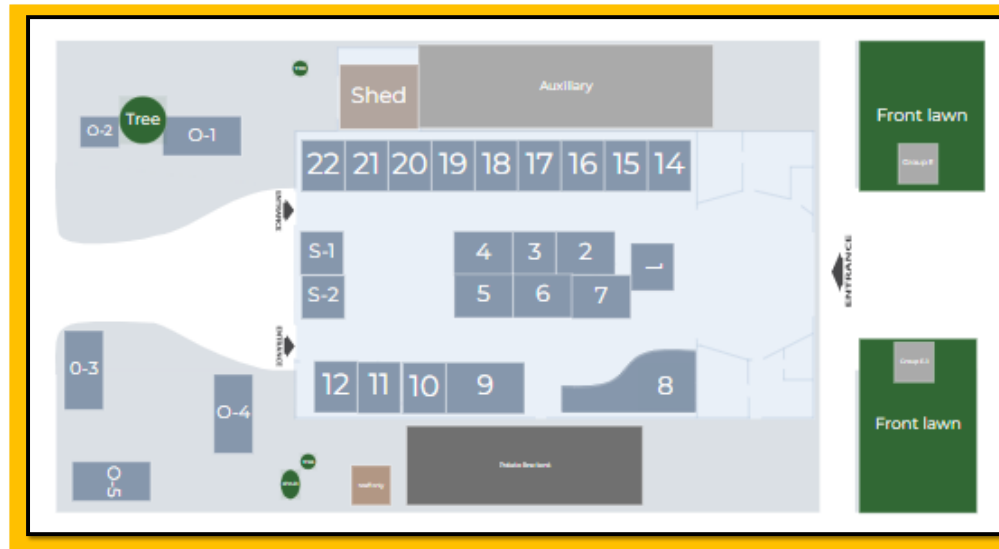 Shed
Auxiliary
Tree
O-2
O-1
Front lawn
22 21 20 19 18 17 16 15 14
ENTRANCE
S-1
4 3 2
1
S-2
5 6 7
ENTRANCE
ENTRANCE
0-3
12 11 10 9 8
O-4
O-5
Front lawn